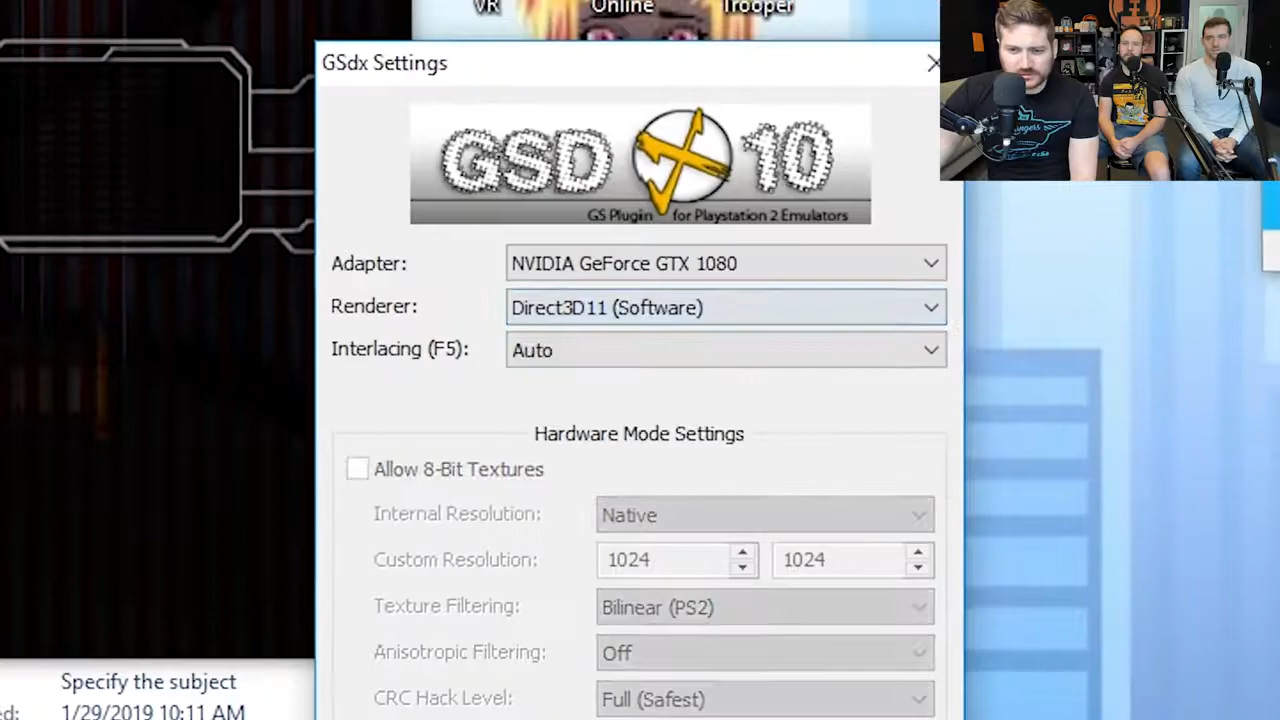 VR
Online
Trooper
GSdx Settings
GSD 10
GS Plugin for Playstation 2 Emulators
Adapter:
NVIDIA GeForce GTX 1080
Renderer:
Direct3D11 (Software)
Interlacing (F5):
Auto
Hardware Mode Settings
Allow 8-Bit Textures
Internal Resolution:
Native
Custom Resolution:
1024
1024
Texture Filtering:
Bilinear (PS2)
Anisotropic Filtering:
Off
CRC Hack Level:
Full (Safest)
Specify the subject
ed:
1/29/2019 10:11 AM